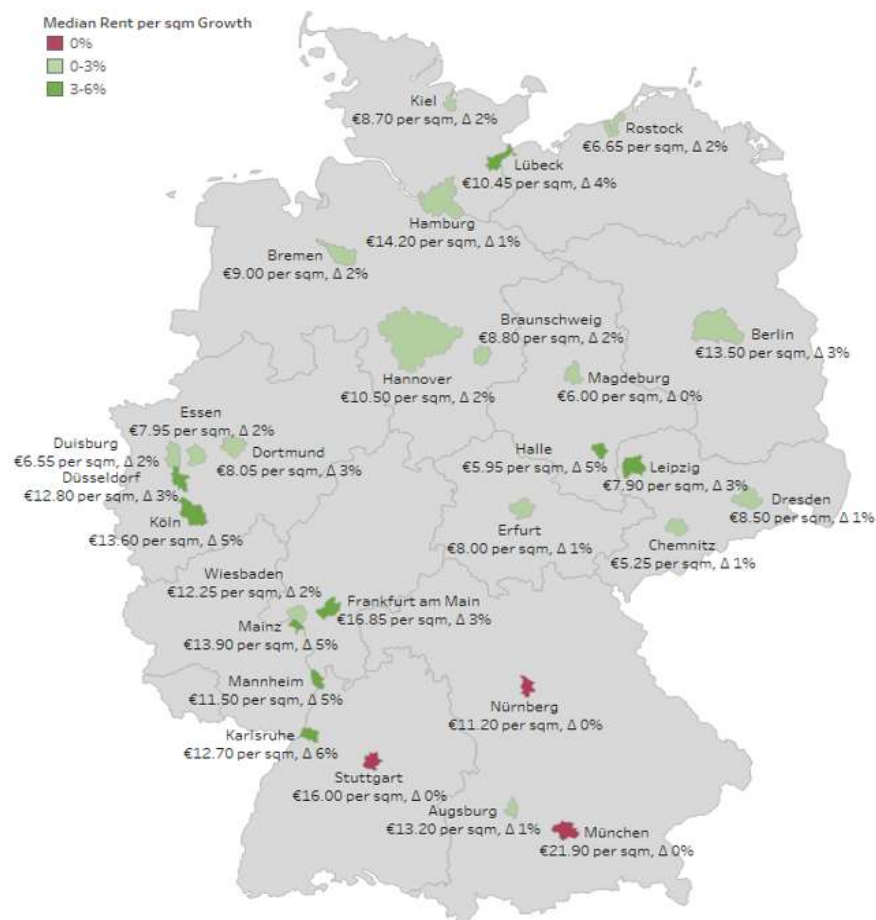 Median Rent per sqm Growth
0%
0-3%
3-6%
Kiel
€8.70 per sqm, Δ 2%
Rostock
€6.65 per sqm, Δ 2%
Lübeck
€10.45 per sqm, Δ 4%
Hamburg
€14.20 per sqm, Δ 1%
Bremen
€9.00 per sqm, Δ 2%
Braunschweig
€8.80 per sqm, Δ 2%
Berlin
€13.50 per sqm, Δ 3%
Hannover
€10.50 per sqm, Δ 2%
Magdeburg
€6.00 per sqm, Δ 0%
Essen
€7.95 per sqm, Δ 2%
Duisburg
€6.55 per sqm, Δ 2%
Dortmund
€8.05 per sqm, Δ 3%
Düsseldorf
€12.80 per sqm, Δ 3%
Köln
€13.60 per sqm, Δ 5%
Halle
€5.95 per sqm, Δ 5%
Leipzig
€7.90 per sqm, Δ 3%
Dresden
€8.50 per sqm, Δ 1%
Erfurt
€8.00 per sqm, Δ 1%
Chemnitz
€5.25 per sqm, Δ 1%
Wiesbaden
€12.25 per sqm, Δ 2%
Frankfurt am Main
€16.85 per sqm, Δ 3%
Mainz
€13.90 per sqm, Δ 5%
Mannheim
€11.50 per sqm, Δ 5%
Nürnberg
€11.20 per sqm, Δ 0%
Karlsruhe
€12.70 per sqm, Δ 6%
Stuttgart
€16.00 per sqm, Δ 0%
Augsburg
€13.20 per sqm, Δ 1%
München
€21.90 per sqm, Δ 0%